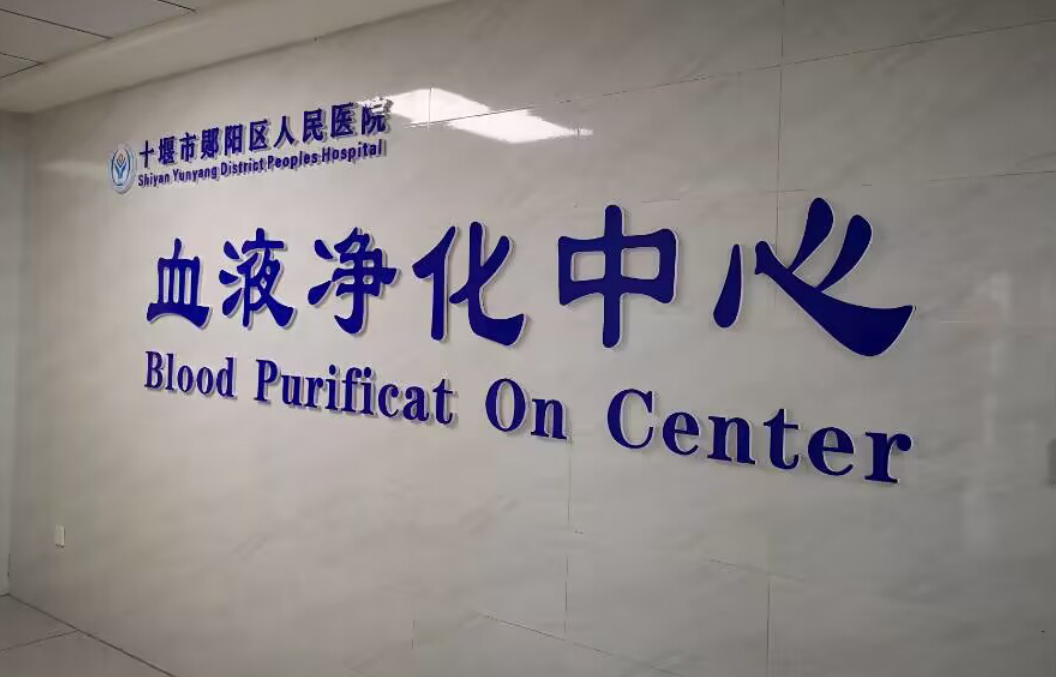 十堰市郧阳区人民医院
Shiyan Yunyang District Peoples Hospital
血液净化中心
Blood Purificat On Center